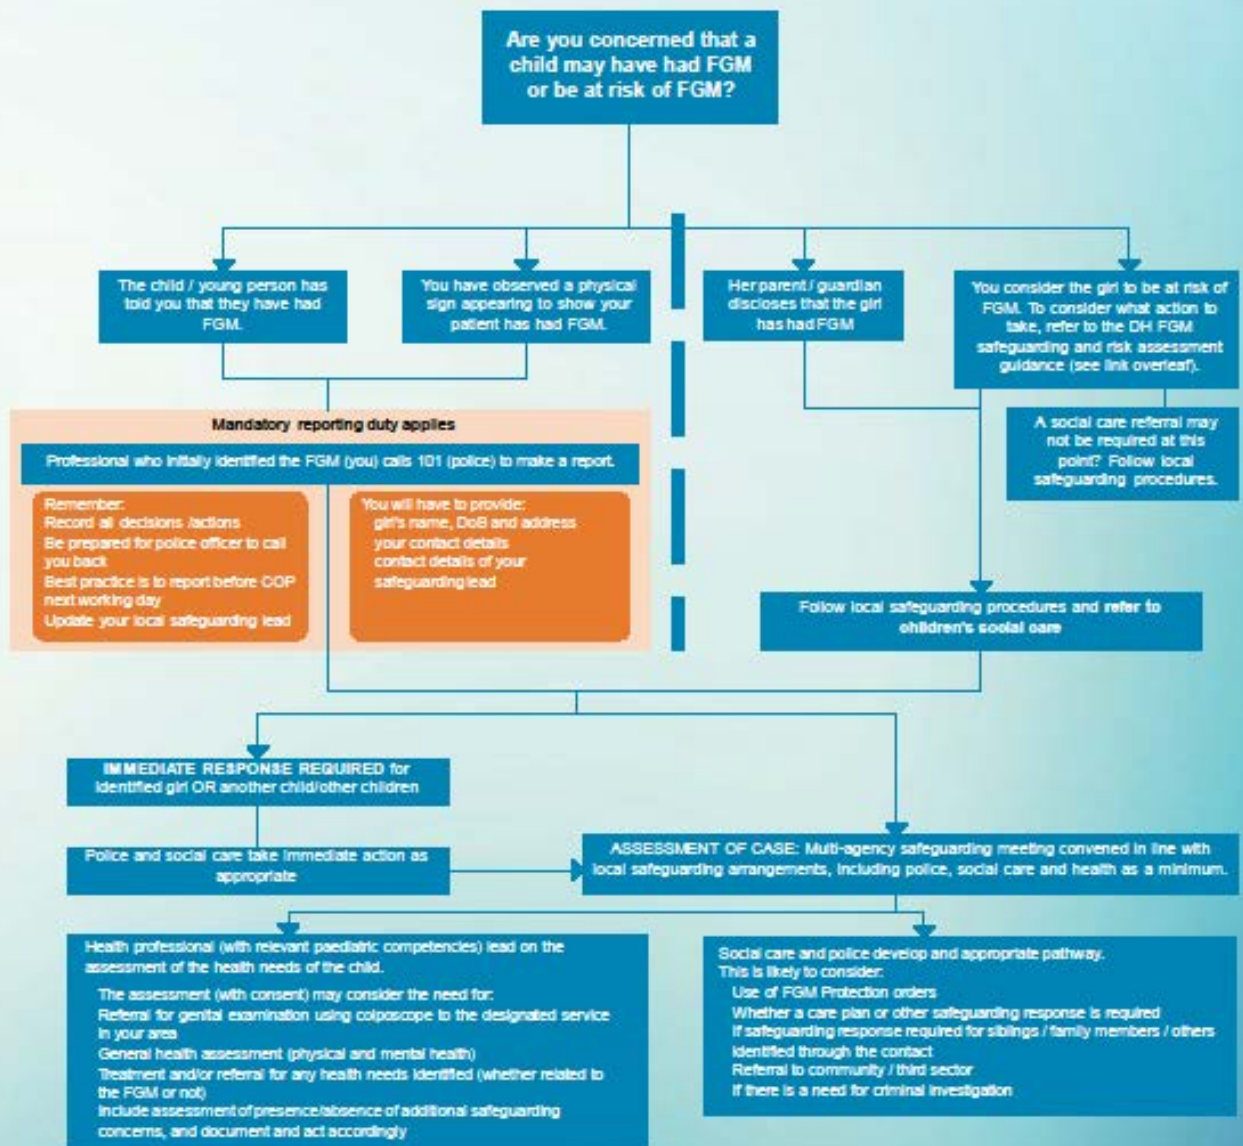 Are you concerned that a
child may have had FGM
or be at risk of FGM?
The child / young person has
told you that they have had
FGM.
You have observed a physical
sign appearing to show your
patient has had FGM.
Her parent / guardian
discloses that the girl
has had FGM
You consider the girl to be at risk of
FGM. To consider what action to
take, refer to the DH FGM
safeguarding and risk assessment
guidance (see link overleaf).
Mandatory reporting duty applies
Professional who initially identified the FGM (you) calls 101 (police) to make a report.
Remember:
Record all decisions /actions
Be prepared for police officer to call
you back
Best practice is to report before COP
next working day
Update your local safeguarding lead
You will have to provide:
girl's name, DoB and address
your contact details
contact details of your
safeguarding lead
A social care referral may
not be required at this
point? Follow local
safeguarding procedures.
Follow local safeguarding procedures and refer to
children's social care
IMMEDIATE RESPONSE REQUIRED for
identified girl OR another child/other children
Police and social care take immediate action as
appropriate
ASSESSMENT OF CASE: Multi-agency safeguarding meeting convened in line with
local safeguarding arrangements, including police, social care and health as a minimum.
Health professional (with relevant paediatric competencies) lead on the
assessment of the health needs of the child.
The assessment (with consent) may consider the need for:
Referral for genital examination using colposcope to the designated service
in your area
General health assessment (physical and mental health)
Treatment and/or referral for any health needs identified (whether related to
the FGM or not)
Include assessment of presence/absence of additional safeguarding
concerns, and document and act accordingly
Social care and police develop and appropriate pathway.
This is likely to consider:
Use of FGM Protection orders
Whether a care plan or other safeguarding response is required
If safeguarding response required for siblings / family members / others
identified through the contact
Referral to community / third sector
If there is a need for criminal investigation